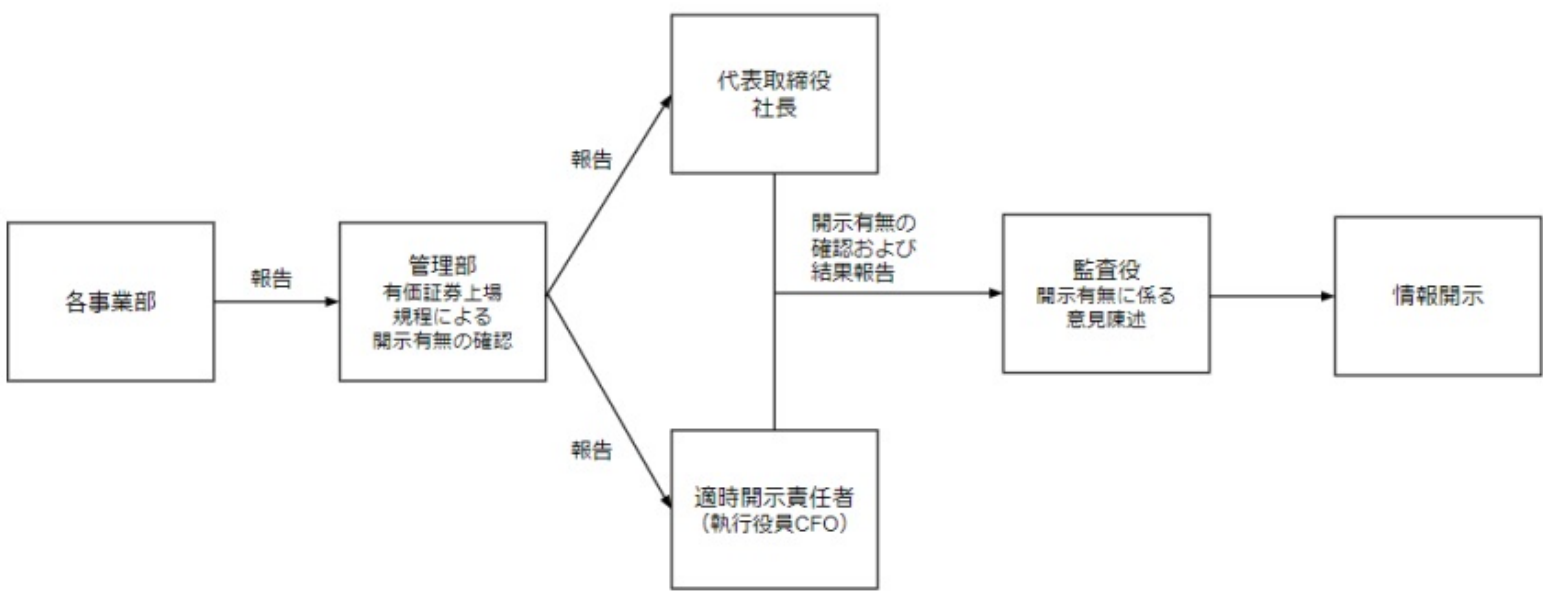 各事業部
報告
管理部
有価証券上場
規程による
開示有無の確認
報告
代表取締役
社長
報告
適時開示責任者
(執行役員CFO)
開示有無の
確認および
結果報告
監査役
開示有無に係る
意見陳述
情報開示